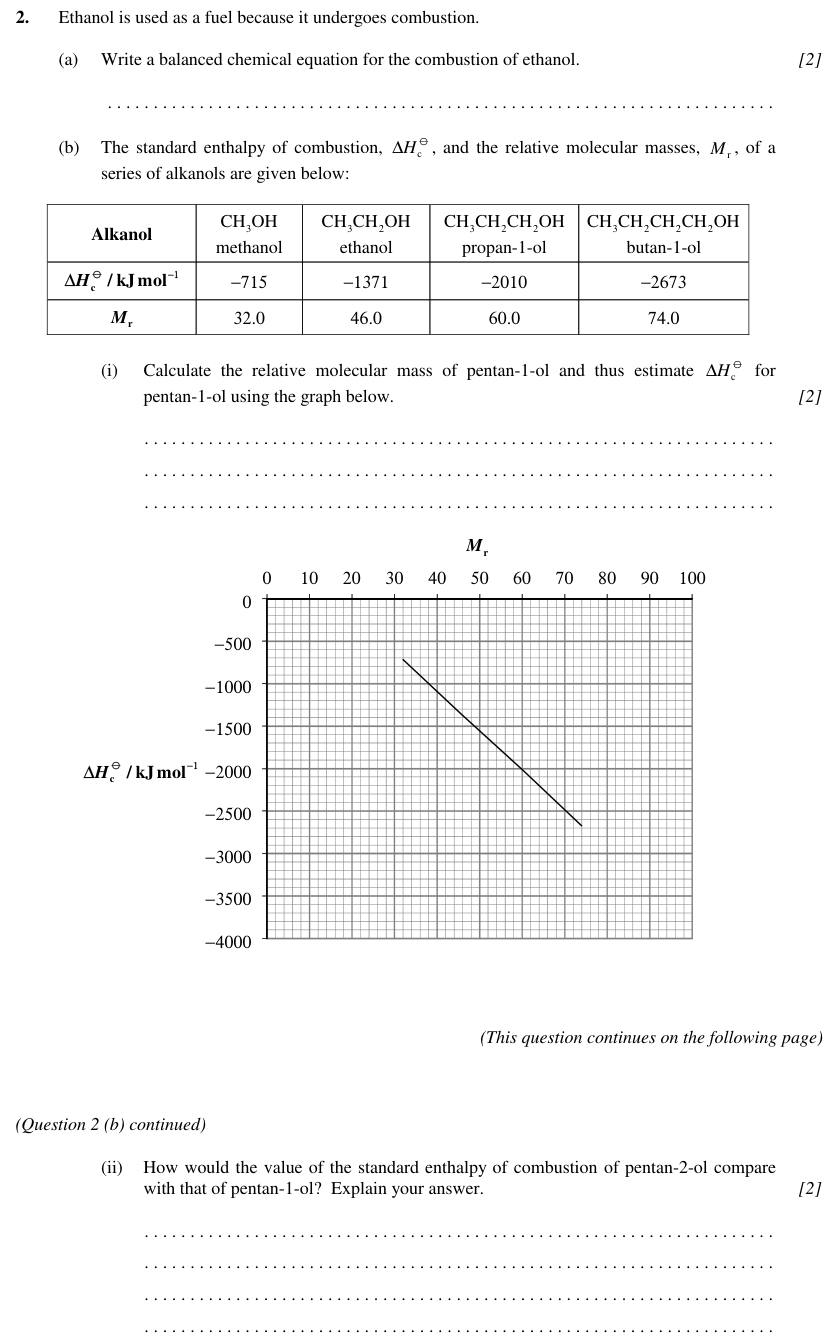 2. Ethanol is used as a fuel because it undergoes combustion.
(a) Write a balanced chemical equation for the combustion of ethanol. [2]
(b) The standard enthalpy of combustion, ΔH꜀⊖, and the relative molecular masses, Mᵣ, of a
series of alkanols are given below:
Alkanol CH₃OH CH₃CH₂OH CH₃CH₂CH₂OH CH₃CH₂CH₂CH₂OH
methanol ethanol propan-1-ol butan-1-ol
ΔH꜀⊖ / kJ mol⁻¹ −715 −1371 −2010 −2673
Mᵣ 32.0 46.0 60.0 74.0
(i) Calculate the relative molecular mass of pentan-1-ol and thus estimate ΔH꜀⊖ for
pentan-1-ol using the graph below. [2]
Mᵣ
0 10 20 30 40 50 60 70 80 90 100
0
−500
−1000
−1500
ΔH꜀⊖ / kJ mol⁻¹ −2000
−2500
−3000
−3500
−4000
(This question continues on the following page)
(Question 2 (b) continued)
(ii) How would the value of the standard enthalpy of combustion of pentan-2-ol compare
with that of pentan-1-ol? Explain your answer. [2]